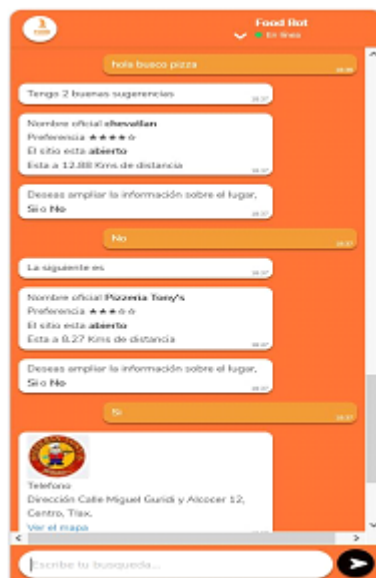 Food Bot
En línea
hola busco pizza
Tengo 2 buenas sugerencias
Nombre oficial chevatlan
Preferencia ★★★★☆
El sitio esta abierto
Esta a 12.88 Kms de distancia
Deseas ampliar la información sobre el lugar,
Si o No
No
La siguiente es
Nombre oficial Pizzeria Tony's
Preferencia ★★★☆☆
El sitio esta abierto
Esta a 8.27 Kms de distancia
Deseas ampliar la información sobre el lugar,
Si o No
Si
Telefono
Dirección Calle Miguel Guridi y Alcocer 12,
Centro, Tlax.
Ver el mapa
Escribe tu busqueda...